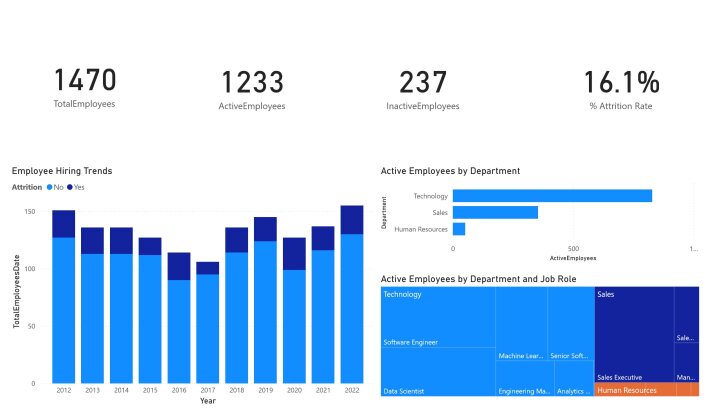 1470
TotalEmployees
1233
ActiveEmployees
237
InactiveEmployees
16.1%
% Attrition Rate
Employee Hiring Trends
Attrition No Yes
150
100
50
0
TotalEmployeesDate
2012 2013 2014 2015 2016 2017 2018 2019 2020 2021 2022
Year
Active Employees by Department
Department
Technology
Sales
Human Resources
0 500 1...
ActiveEmployees
Active Employees by Department and Job Role
Technology
Software Engineer
Data Scientist
Machine Lear...
Senior Soft...
Engineering Ma...
Analytics ...
Sales
Sales Executive
Sale...
Man...
Human Resources